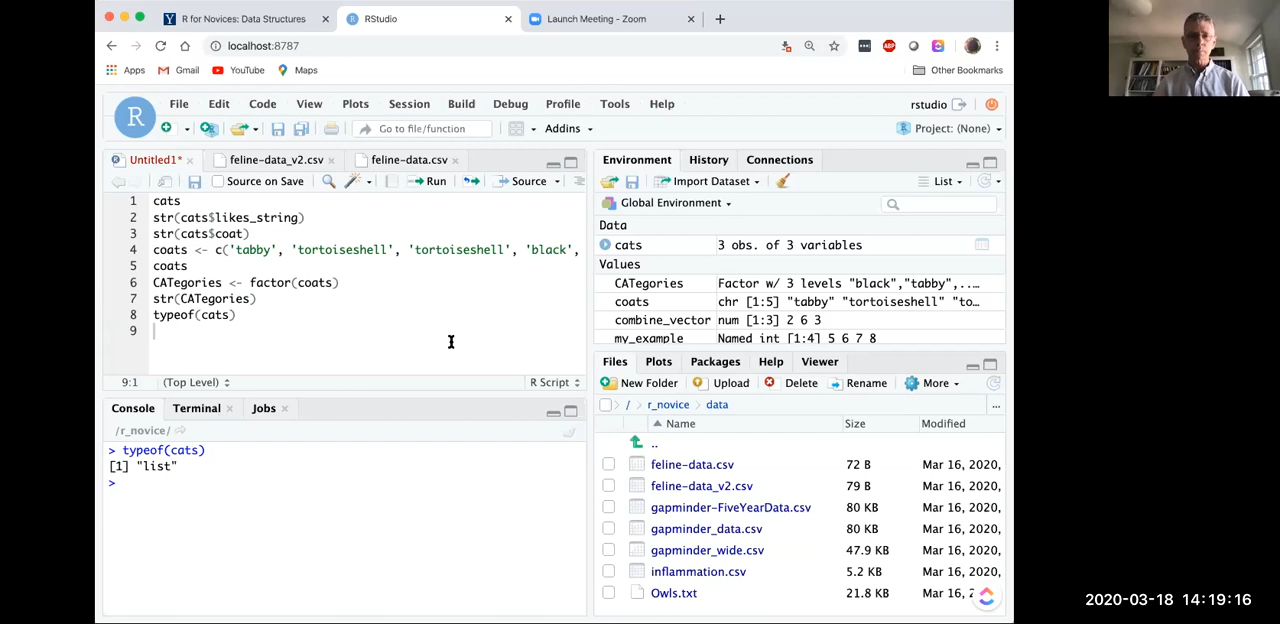 R for Novices: Data Structures
RStudio
Launch Meeting - Zoom
localhost:8787
ABP
Apps Gmail YouTube Maps
Other Bookmarks
R File Edit Code View Plots Session Build Debug Profile Tools Help
rstudio
Go to file/function Addins
Project: (None)
Untitled1* feline-data_v2.csv feline-data.csv
Source on Save Run Source
1 cats
2 str(cats$likes_string)
3 str(cats$coat)
4 coats <- c('tabby', 'tortoiseshell', 'tortoiseshell', 'black',
5 coats
6 CATegories <- factor(coats)
7 str(CATegories)
8 typeof(cats)
9
9:1 (Top Level) R Script
Console Terminal Jobs
/r_novice/
> typeof(cats)
[1] "list"
>
Environment History Connections
Import Dataset List
Global Environment
Data
cats 3 obs. of 3 variables
Values
CATegories Factor w/ 3 levels "black","tabby",..…
coats chr [1:5] "tabby" "tortoiseshell" "to…
combine_vector num [1:3] 2 6 3
my_example Named int [1:4] 5 6 7 8
Files Plots Packages Help Viewer
New Folder Upload Delete Rename More
/ r_novice data ...
Name Size Modified
..
feline-data.csv 72 B Mar 16, 2020,
feline-data_v2.csv 79 B Mar 16, 2020,
gapminder-FiveYearData.csv 80 KB Mar 16, 2020,
gapminder_data.csv 80 KB Mar 16, 2020,
gapminder_wide.csv 47.9 KB Mar 16, 2020,
inflammation.csv 5.2 KB Mar 16, 2020,
Owls.txt 21.8 KB Mar 16, 2
2020-03-18 14:19:16